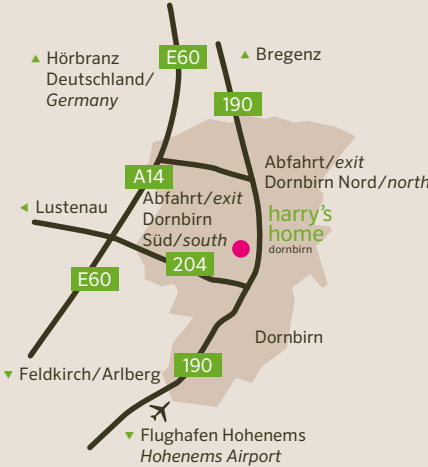 Hörbranz
Deutschland/
Germany
E60
Bregenz
190
Abfahrt/exit
Dornbirn Nord/north
A14
Abfahrt/exit
Dornbirn
Süd/south
Lustenau
harry's
home
dornbirn
204
E60
Dornbirn
190
Feldkirch/Arlberg
Flughafen Hohenems
Hohenems Airport